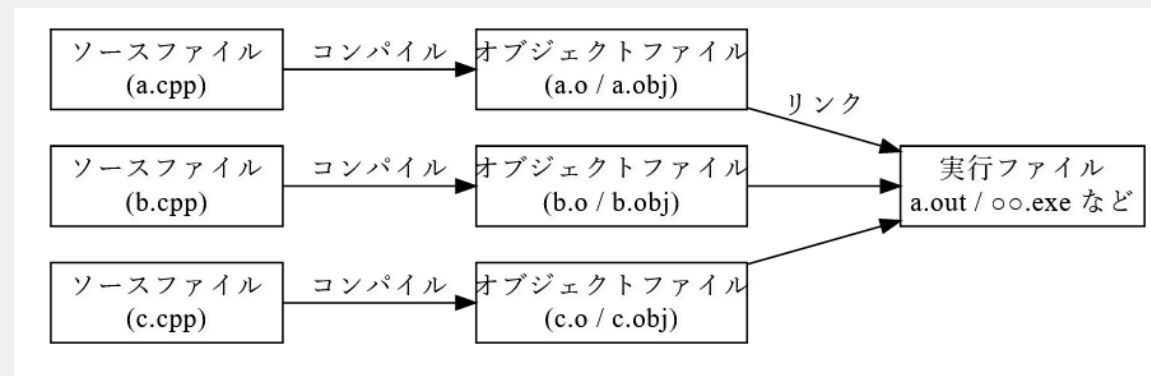 ソースファイル
(a.cpp)
コンパイル
オブジェクトファイル
(a.o / a.obj)
リンク
ソースファイル
(b.cpp)
コンパイル
オブジェクトファイル
(b.o / b.obj)
実行ファイル
a.out / ○○.exe など
ソースファイル
(c.cpp)
コンパイル
オブジェクトファイル
(c.o / c.obj)